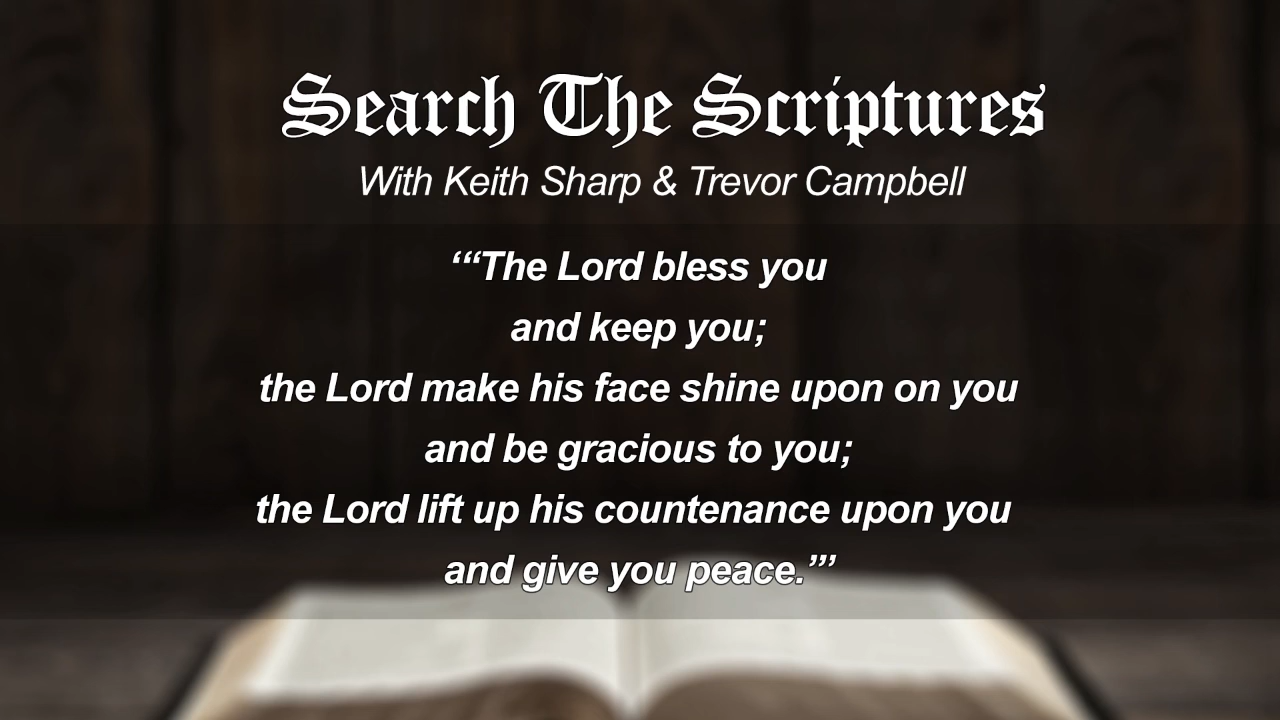 Search The Scriptures
With Keith Sharp & Trevor Campbell
‘“‘The Lord bless you
and keep you;
the Lord make his face shine upon on you
and be gracious to you;
the Lord lift up his countenance upon you
and give you peace.’”’